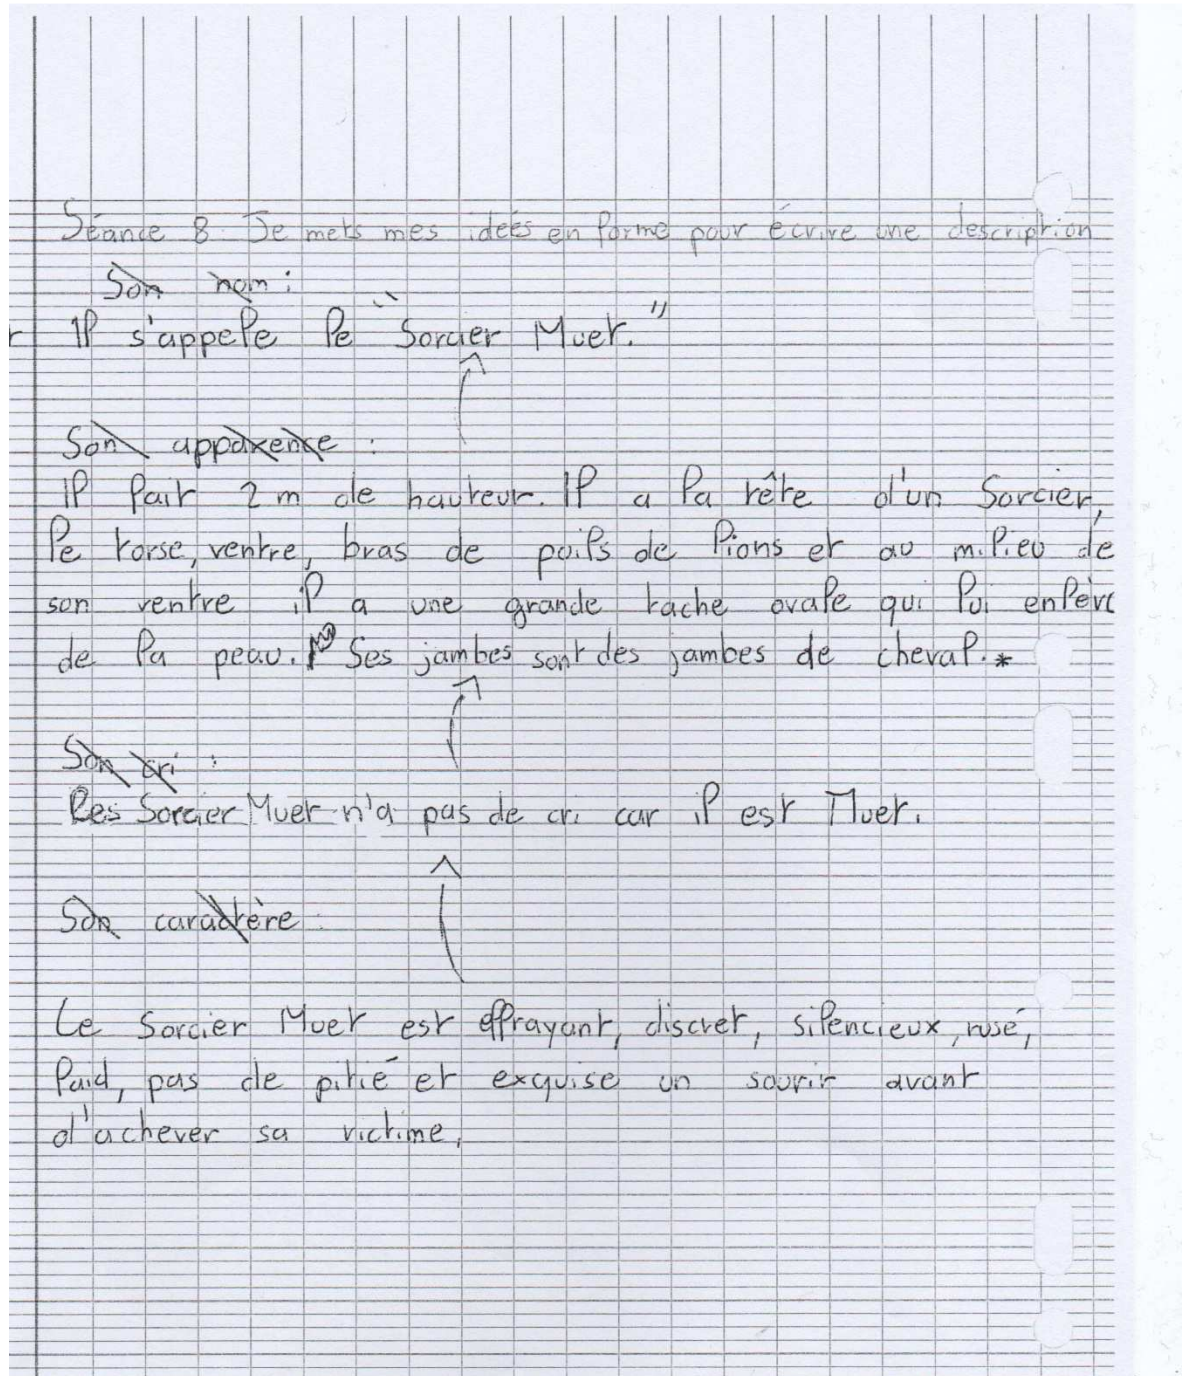 Séance 8 Je mets mes ideés en forme pour écrire une description
Son nom :
Il s'appele le "Sorcier Muet."
Son apparence :
Il fait 2 m de hauteur. Il a la tête d'un Sorcier,
le torse, ventre, bras de poils de lions et au milieu de
son ventre il a une grande tache ovale qui lui enlève
de la peau. Ses jambes sont des jambes de cheval.*
Son cri :
Les Sorcier Muet n'a pas de cri car il est Muet.
Son caractère :
Le Sorcier Muet est effrayant, discret, silencieux, rusé,
laid, pas de pitié et exquise un sourir avant
d'achever sa victime,